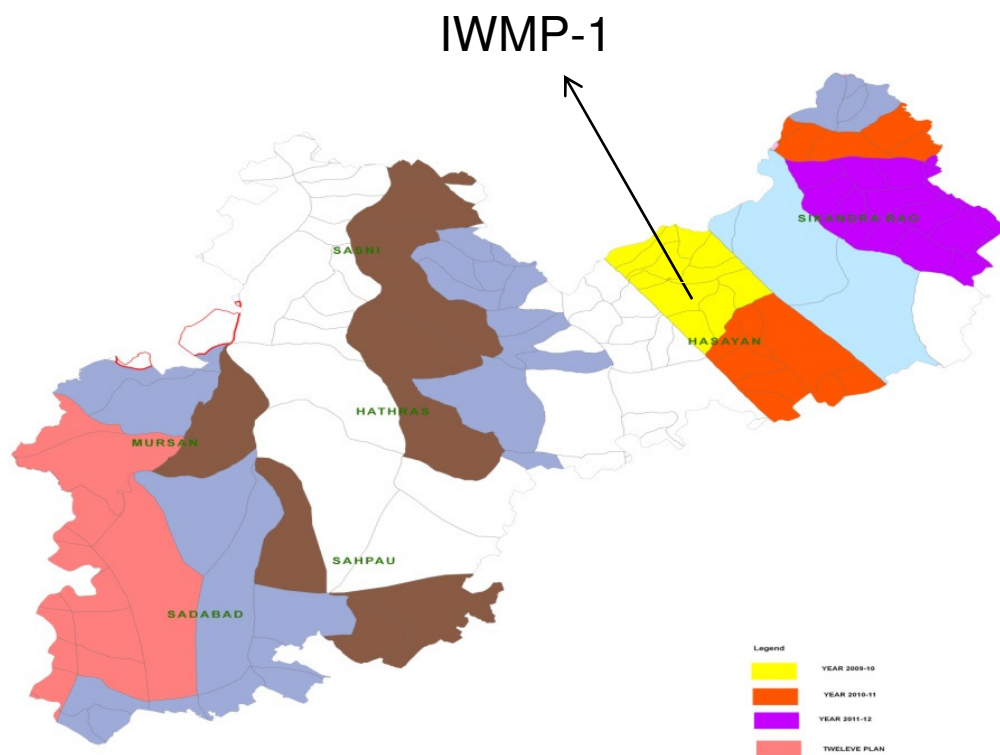 IWMP-1
SIKANDRA RAO
SASNI
HASAYAN
HATHRAS
MURSAN
SAHPAU
SADABAD
Legend
YEAR 2009-10
YEAR 2010-11
YEAR 2011-12
TWELEVE PLAN